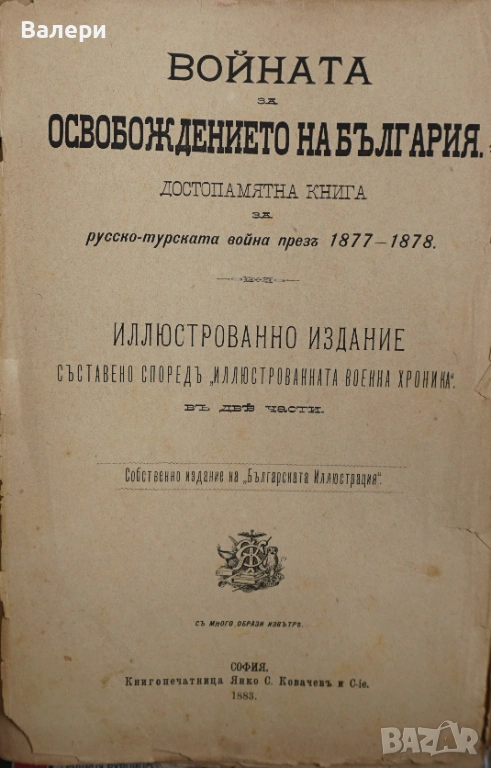 Валери
ВОЙНАТА
ЗА
ОСВОБОЖДЕНИЕТО НА БЪЛГАРИЯ.
ДОСТОПАМЯТНА КНИГА
ЗА
русско-турската война презъ 1877–1878.
ИЛЛЮСТРОВАННО ИЗДАНИЕ
СЪСТАВЕНО СПОРЕДЪ „ИЛЛЮСТРОВАННАТА ВОЕННА ХРОНИКА“.
ВЪ ДВѢ ЧАСТИ.
Собственно издание на „Българската Иллюстрация“.
СЪ МНОГО ОБРАЗИ ИЗВЪТРѢ.
СОФИЯ.
Книгопечатница Янко С. Ковачевъ и С-ie.
1883.
BAZAR